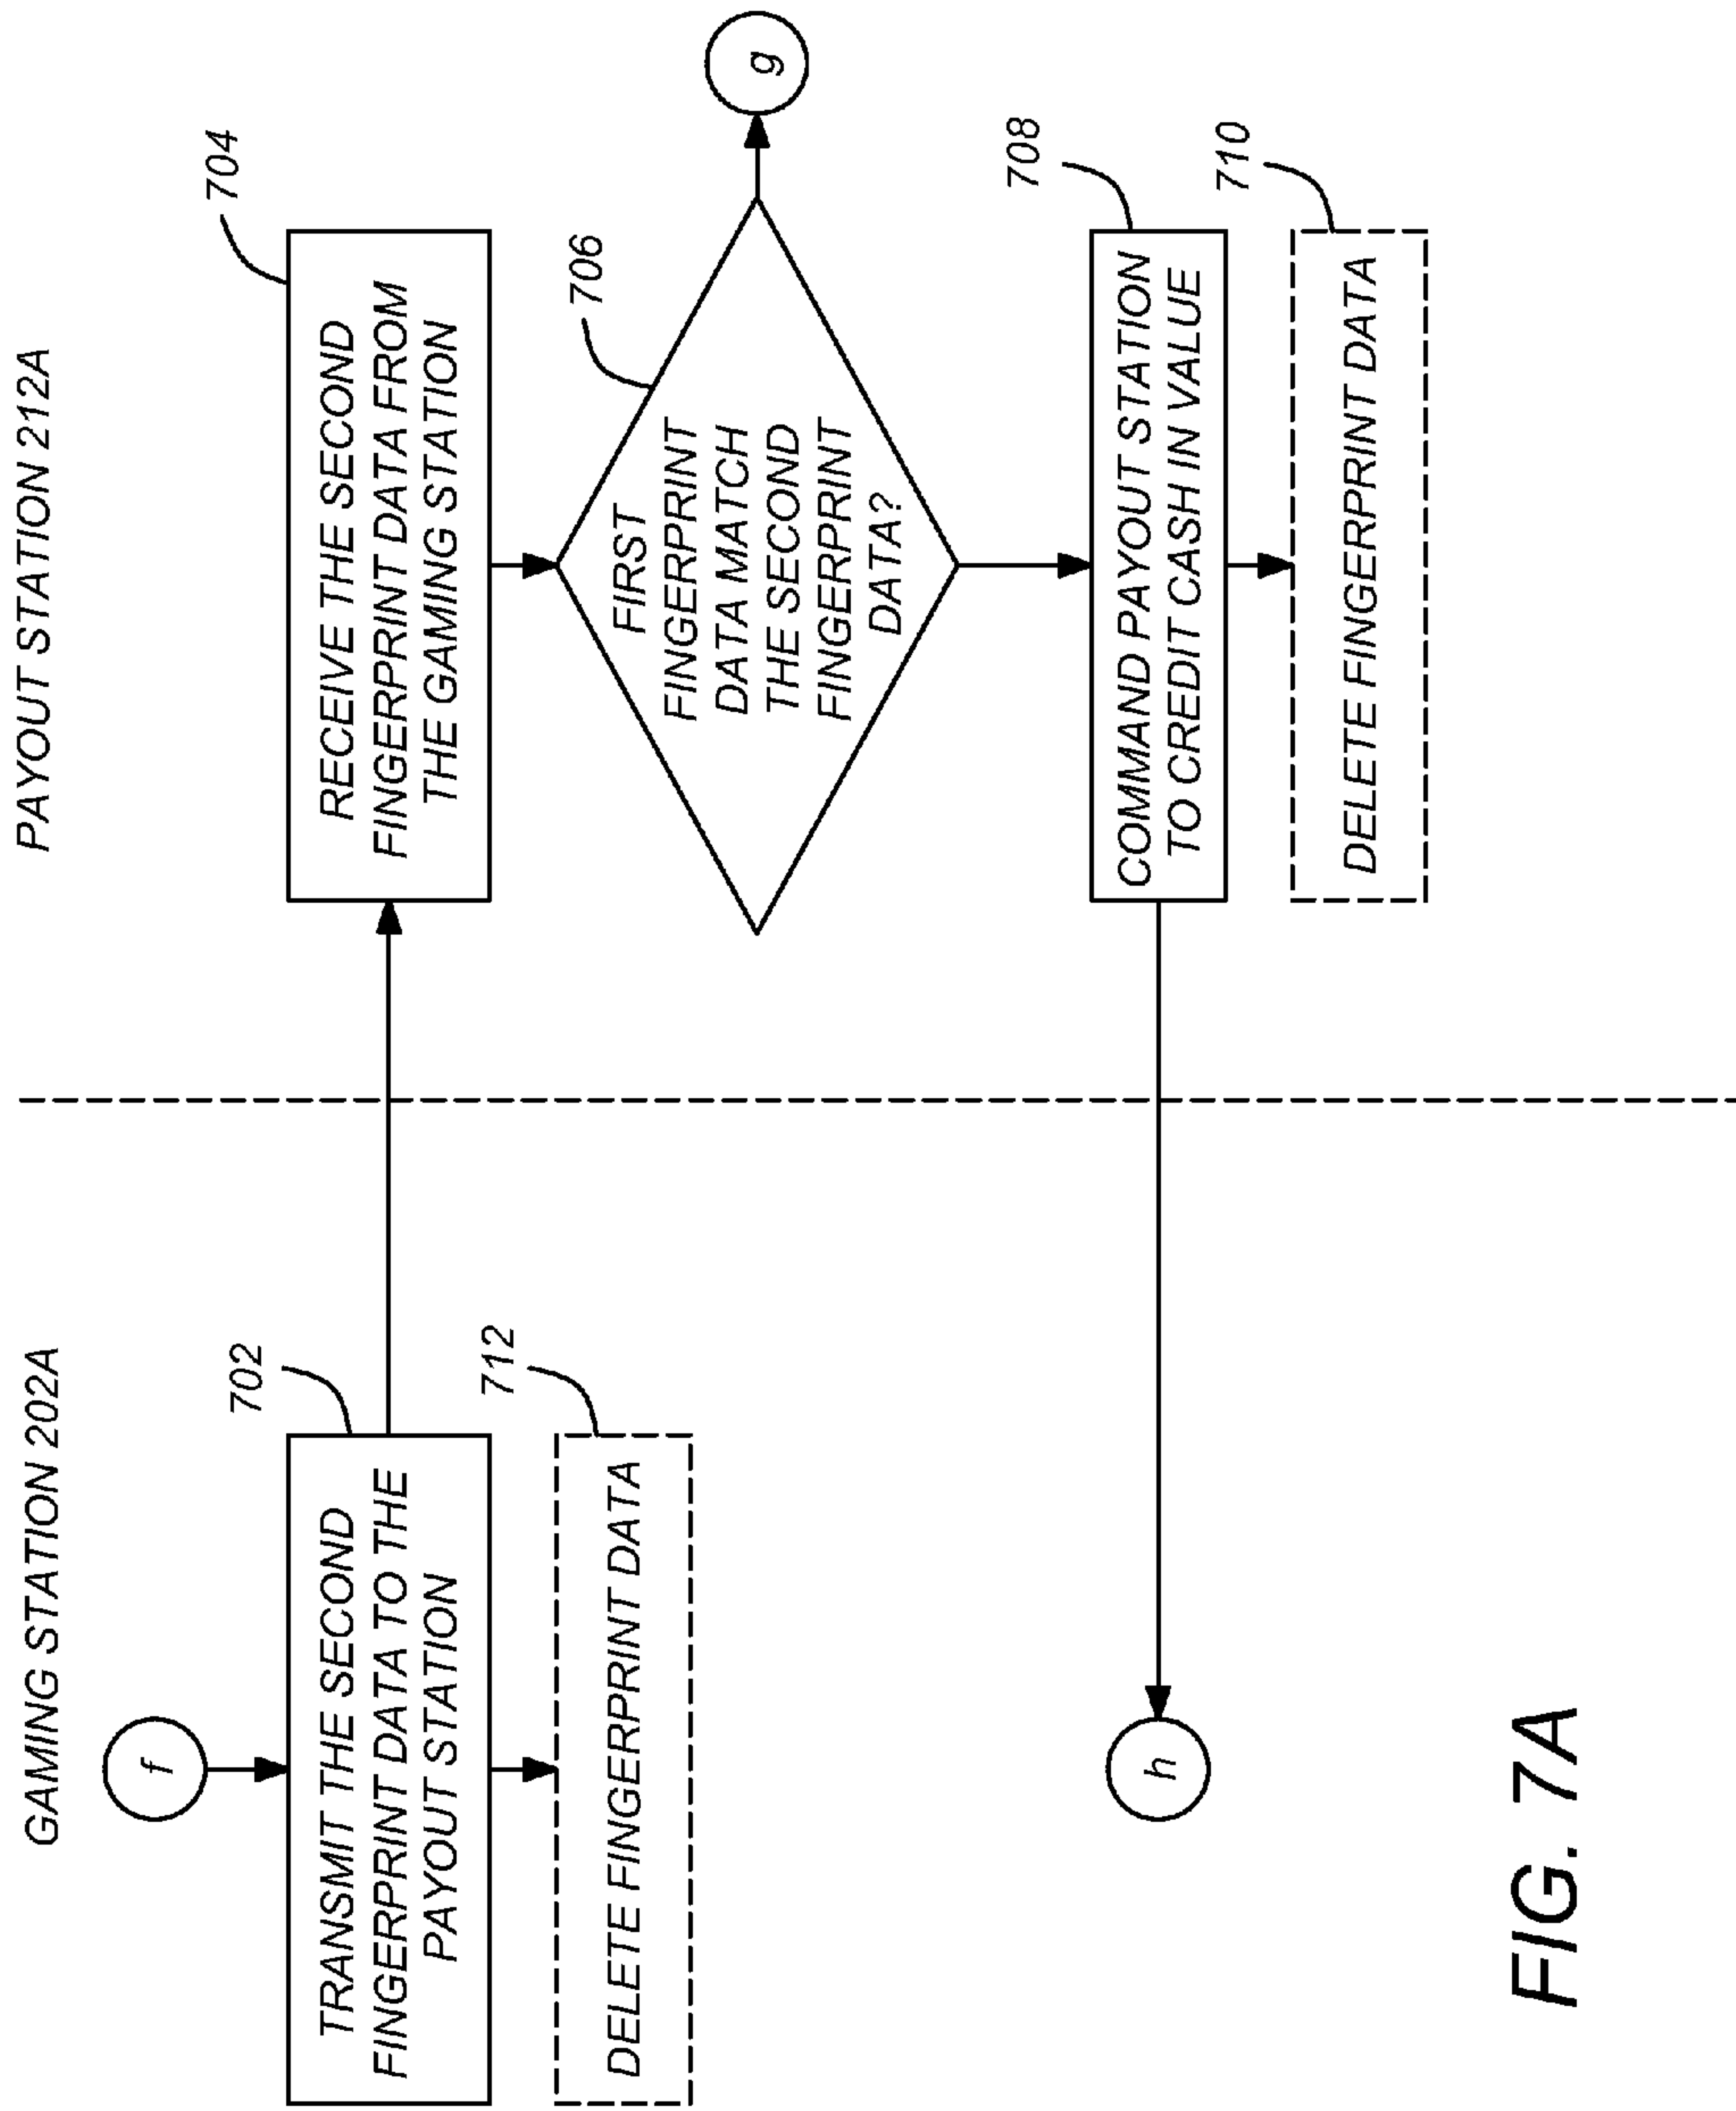 GAMING STATION 202A
PAYOUT STATION 212A
f
702
TRANSMIT THE SECOND
FINGERPRINT DATA TO THE
PAYOUT STATION
704
RECEIVE THE SECOND
FINGERPRINT DATA FROM
THE GAMING STATION
712
DELETE FINGERPRINT DATA
706
FIRST
FINGERPRINT
DATA MATCH
THE SECOND
FINGERPRINT
DATA?
g
708
COMMAND PAYOUT STATION
TO CREDIT CASH IN VALUE
h
710
DELETE FINGERPRINT DATA
FIG. 7A